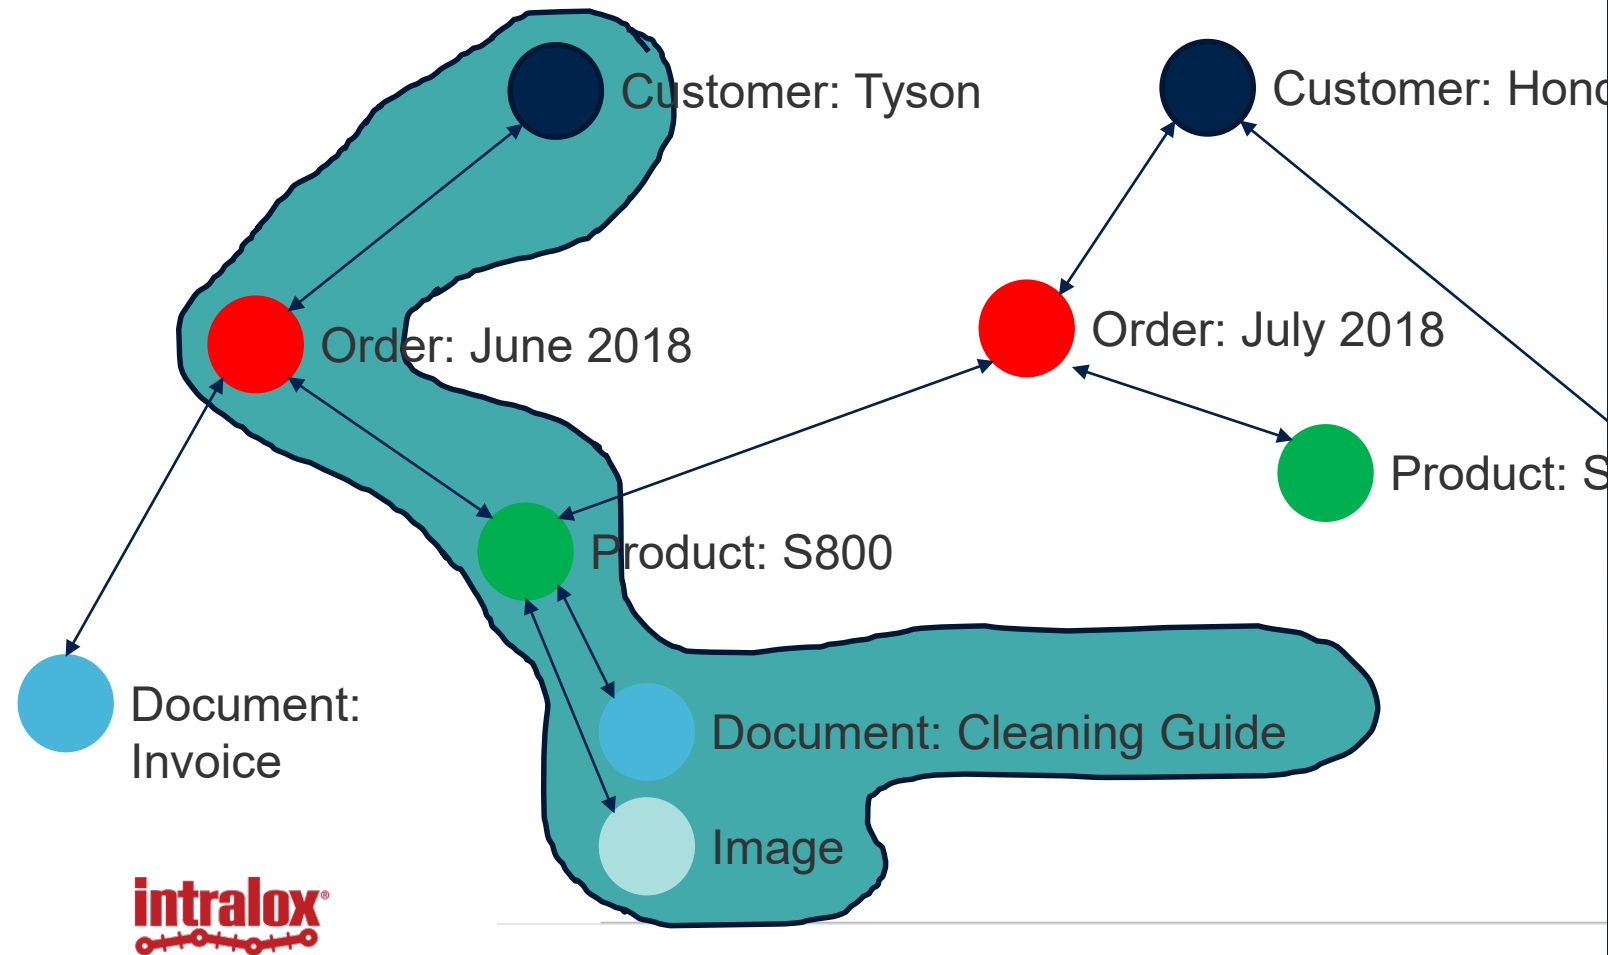 Customer: Tyson
Customer:
Order: June 2018
Order: July 2018
Product:
Product: S800
Document:
Invoice
Document: Cleaning Guide
Image
intralox®